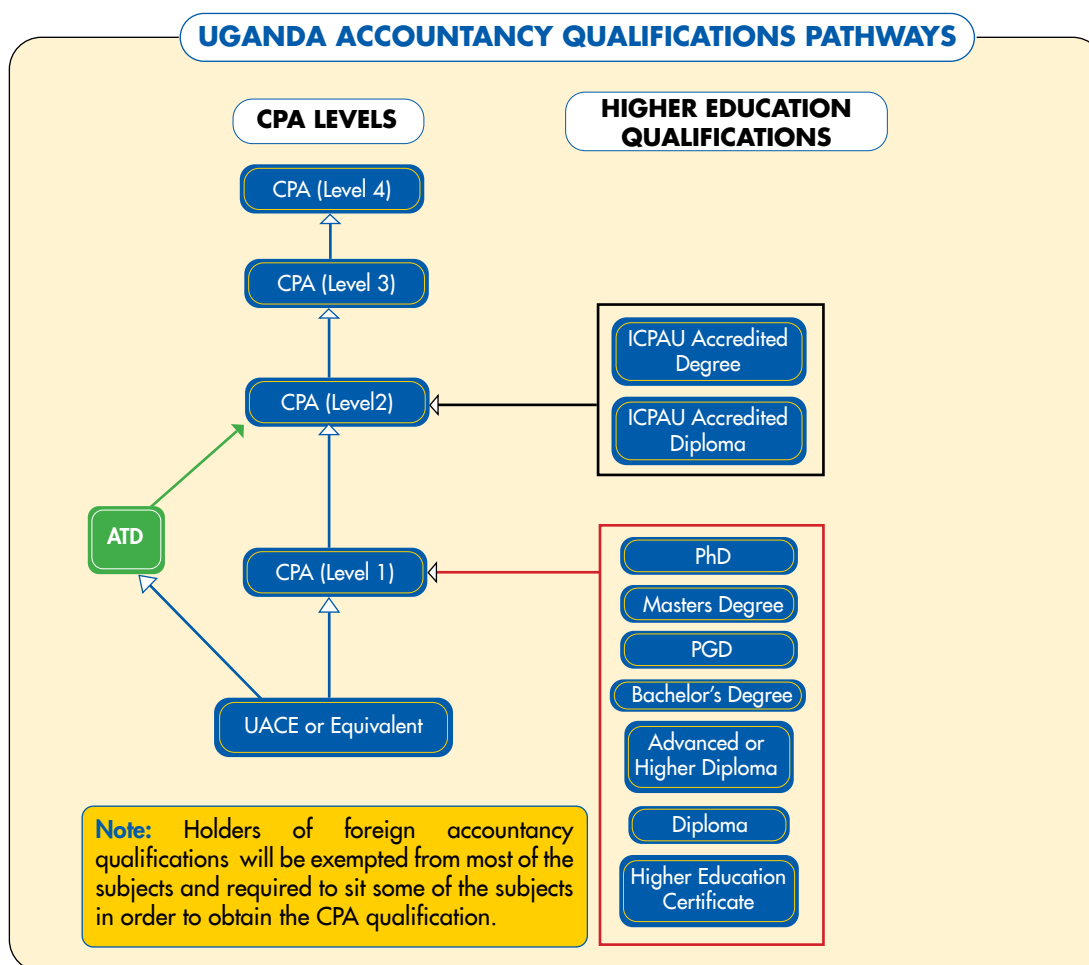 UGANDA ACCOUNTANCY QUALIFICATIONS PATHWAYS
CPA LEVELS
HIGHER EDUCATION
QUALIFICATIONS
CPA (Level 4)
CPA (Level 3)
ICPAU Accredited
Degree
CPA (Level2)
ICPAU Accredited
Diploma
ATD
CPA (Level 1)
PhD
Masters Degree
PGD
Bachelor's Degree
UACE or Equivalent
Advanced or
Higher Diploma
Diploma
Higher Education
Certificate
Note: Holders of foreign accountancy
qualifications will be exempted from most of the
subjects and required to sit some of the subjects
in order to obtain the CPA qualification.